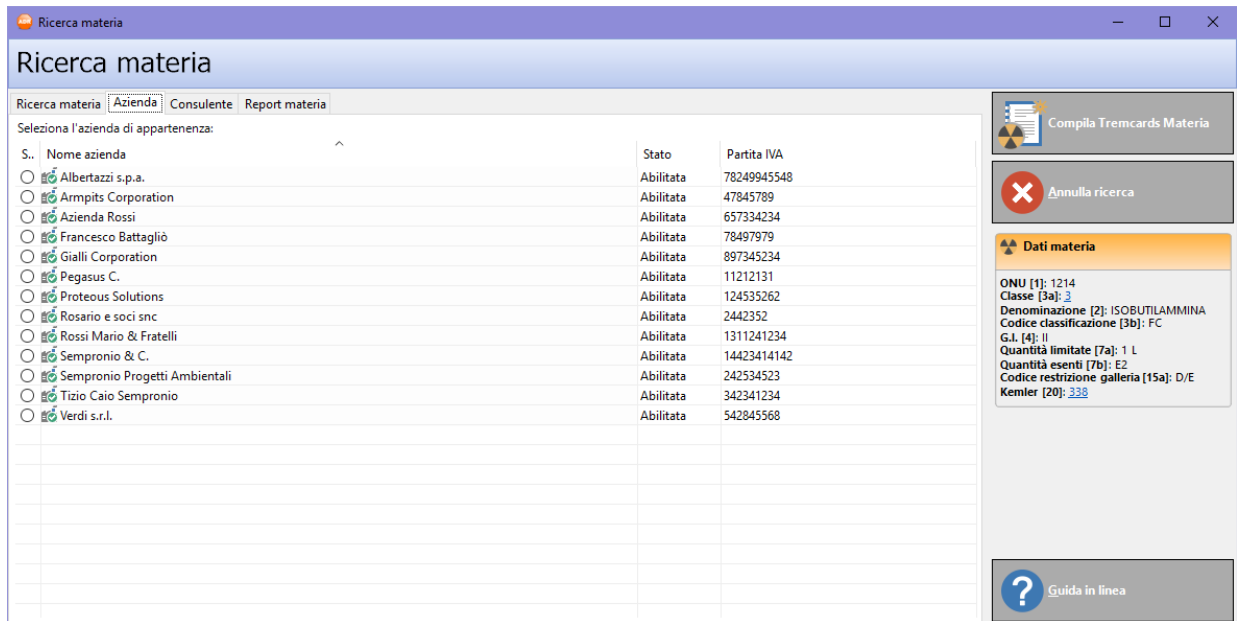 Ricerca materia
Ricerca materia
Ricerca materia Azienda Consulente Report materia
Seleziona l'azienda di appartenenza:
S.. Nome azienda Stato Partita IVA
Albertazzi s.p.a. Abilitata 78249945548
Armpits Corporation Abilitata 47845789
Azienda Rossi Abilitata 657334234
Francesco Battagliò Abilitata 78497979
Gialli Corporation Abilitata 897345234
Pegasus C. Abilitata 11212131
Proteous Solutions Abilitata 124535262
Rosario e soci snc Abilitata 2442352
Rossi Mario & Fratelli Abilitata 1311241234
Sempronio & C. Abilitata 14423414142
Sempronio Progetti Ambientali Abilitata 242534523
Tizio Caio Sempronio Abilitata 342341234
Verdi s.r.l. Abilitata 542845568
Compila Tremcards Materia
Annulla ricerca
Dati materia
ONU [1]: 1214
Classe [3a]: 3
Denominazione [2]: ISOBUTILAMMINA
Codice classificazione [3b]: FC
G.I. [4]: II
Quantità limitate [7a]: 1 L
Quantità esenti [7b]: E2
Codice restrizione galleria [15a]: D/E
Kemler [20]: 338
Guida in linea